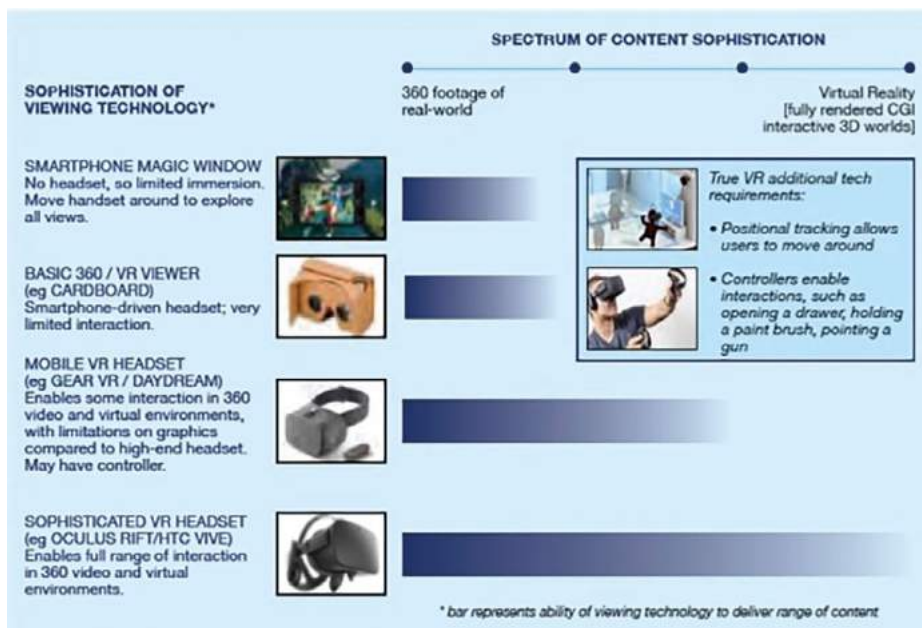 SPECTRUM OF CONTENT SOPHISTICATION
SOPHISTICATION OF
VIEWING TECHNOLOGY*
360 footage of
real-world
Virtual Reality
[fully rendered CGI
interactive 3D worlds]
SMARTPHONE MAGIC WINDOW
No headset, so limited immersion.
Move handset around to explore
all views.
True VR additional tech
requirements:
• Positional tracking allows
users to move around
• Controllers enable
interactions, such as
opening a drawer, holding
a paint brush, pointing a
gun
BASIC 360 / VR VIEWER
(eg CARDBOARD)
Smartphone-driven headset; very
limited interaction.
MOBILE VR HEADSET
(eg GEAR VR / DAYDREAM)
Enables some interaction in 360
video and virtual environments,
with limitations on graphics
compared to high-end headset.
May have controller.
SOPHISTICATED VR HEADSET
(eg OCULUS RIFT/HTC VIVE)
Enables full range of interaction
in 360 video and virtual
environments.
* bar represents ability of viewing technology to deliver range of content